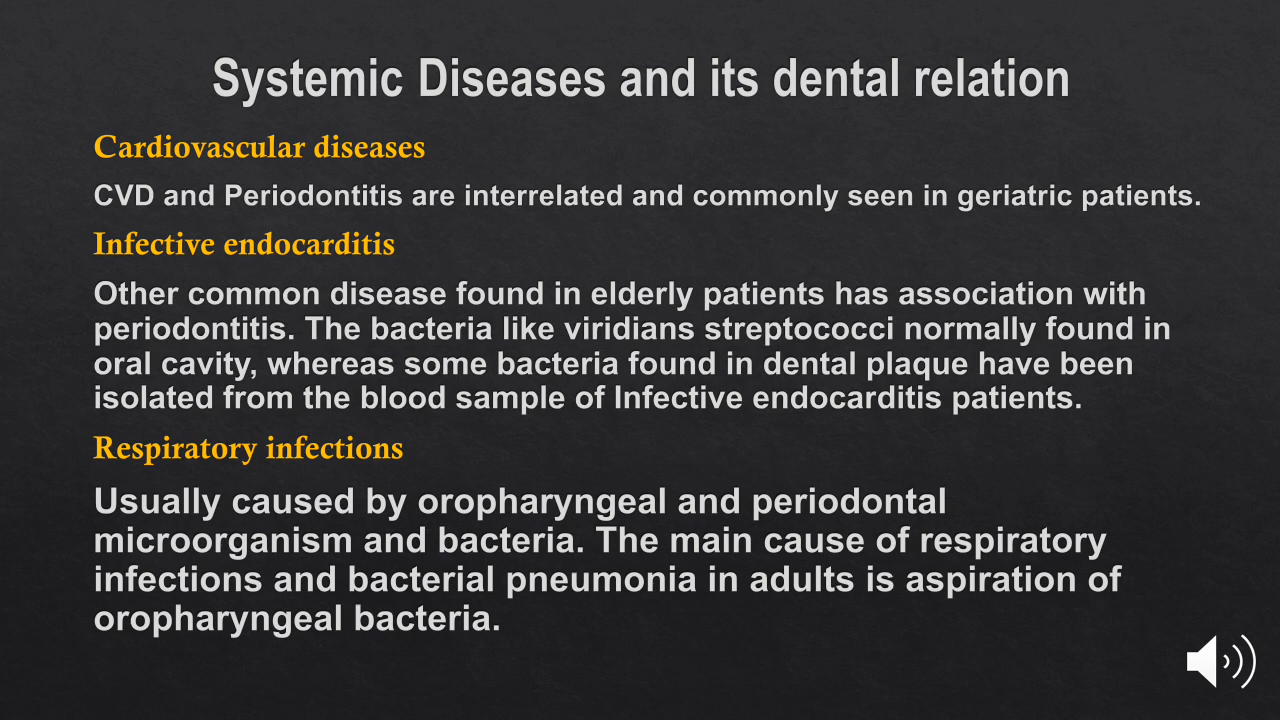 Systemic Diseases and its dental relation
Cardiovascular diseases
CVD and Periodontitis are interrelated and commonly seen in geriatric patients.
Infective endocarditis
Other common disease found in elderly patients has association with
periodontitis. The bacteria like viridians streptococci normally found in
oral cavity, whereas some bacteria found in dental plaque have been
isolated from the blood sample of Infective endocarditis patients.
Respiratory infections
Usually caused by oropharyngeal and periodontal
microorganism and bacteria. The main cause of respiratory
infections and bacterial pneumonia in adults is aspiration of
oropharyngeal bacteria.